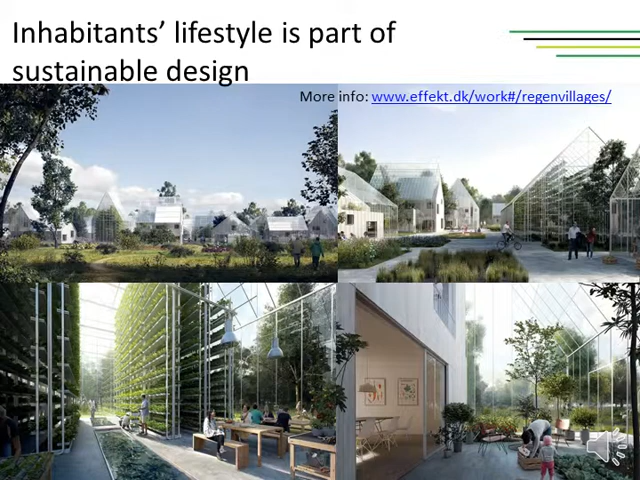 Inhabitants’ lifestyle is part of
sustainable design
More info: www.effekt.dk/work#/regenvillages/